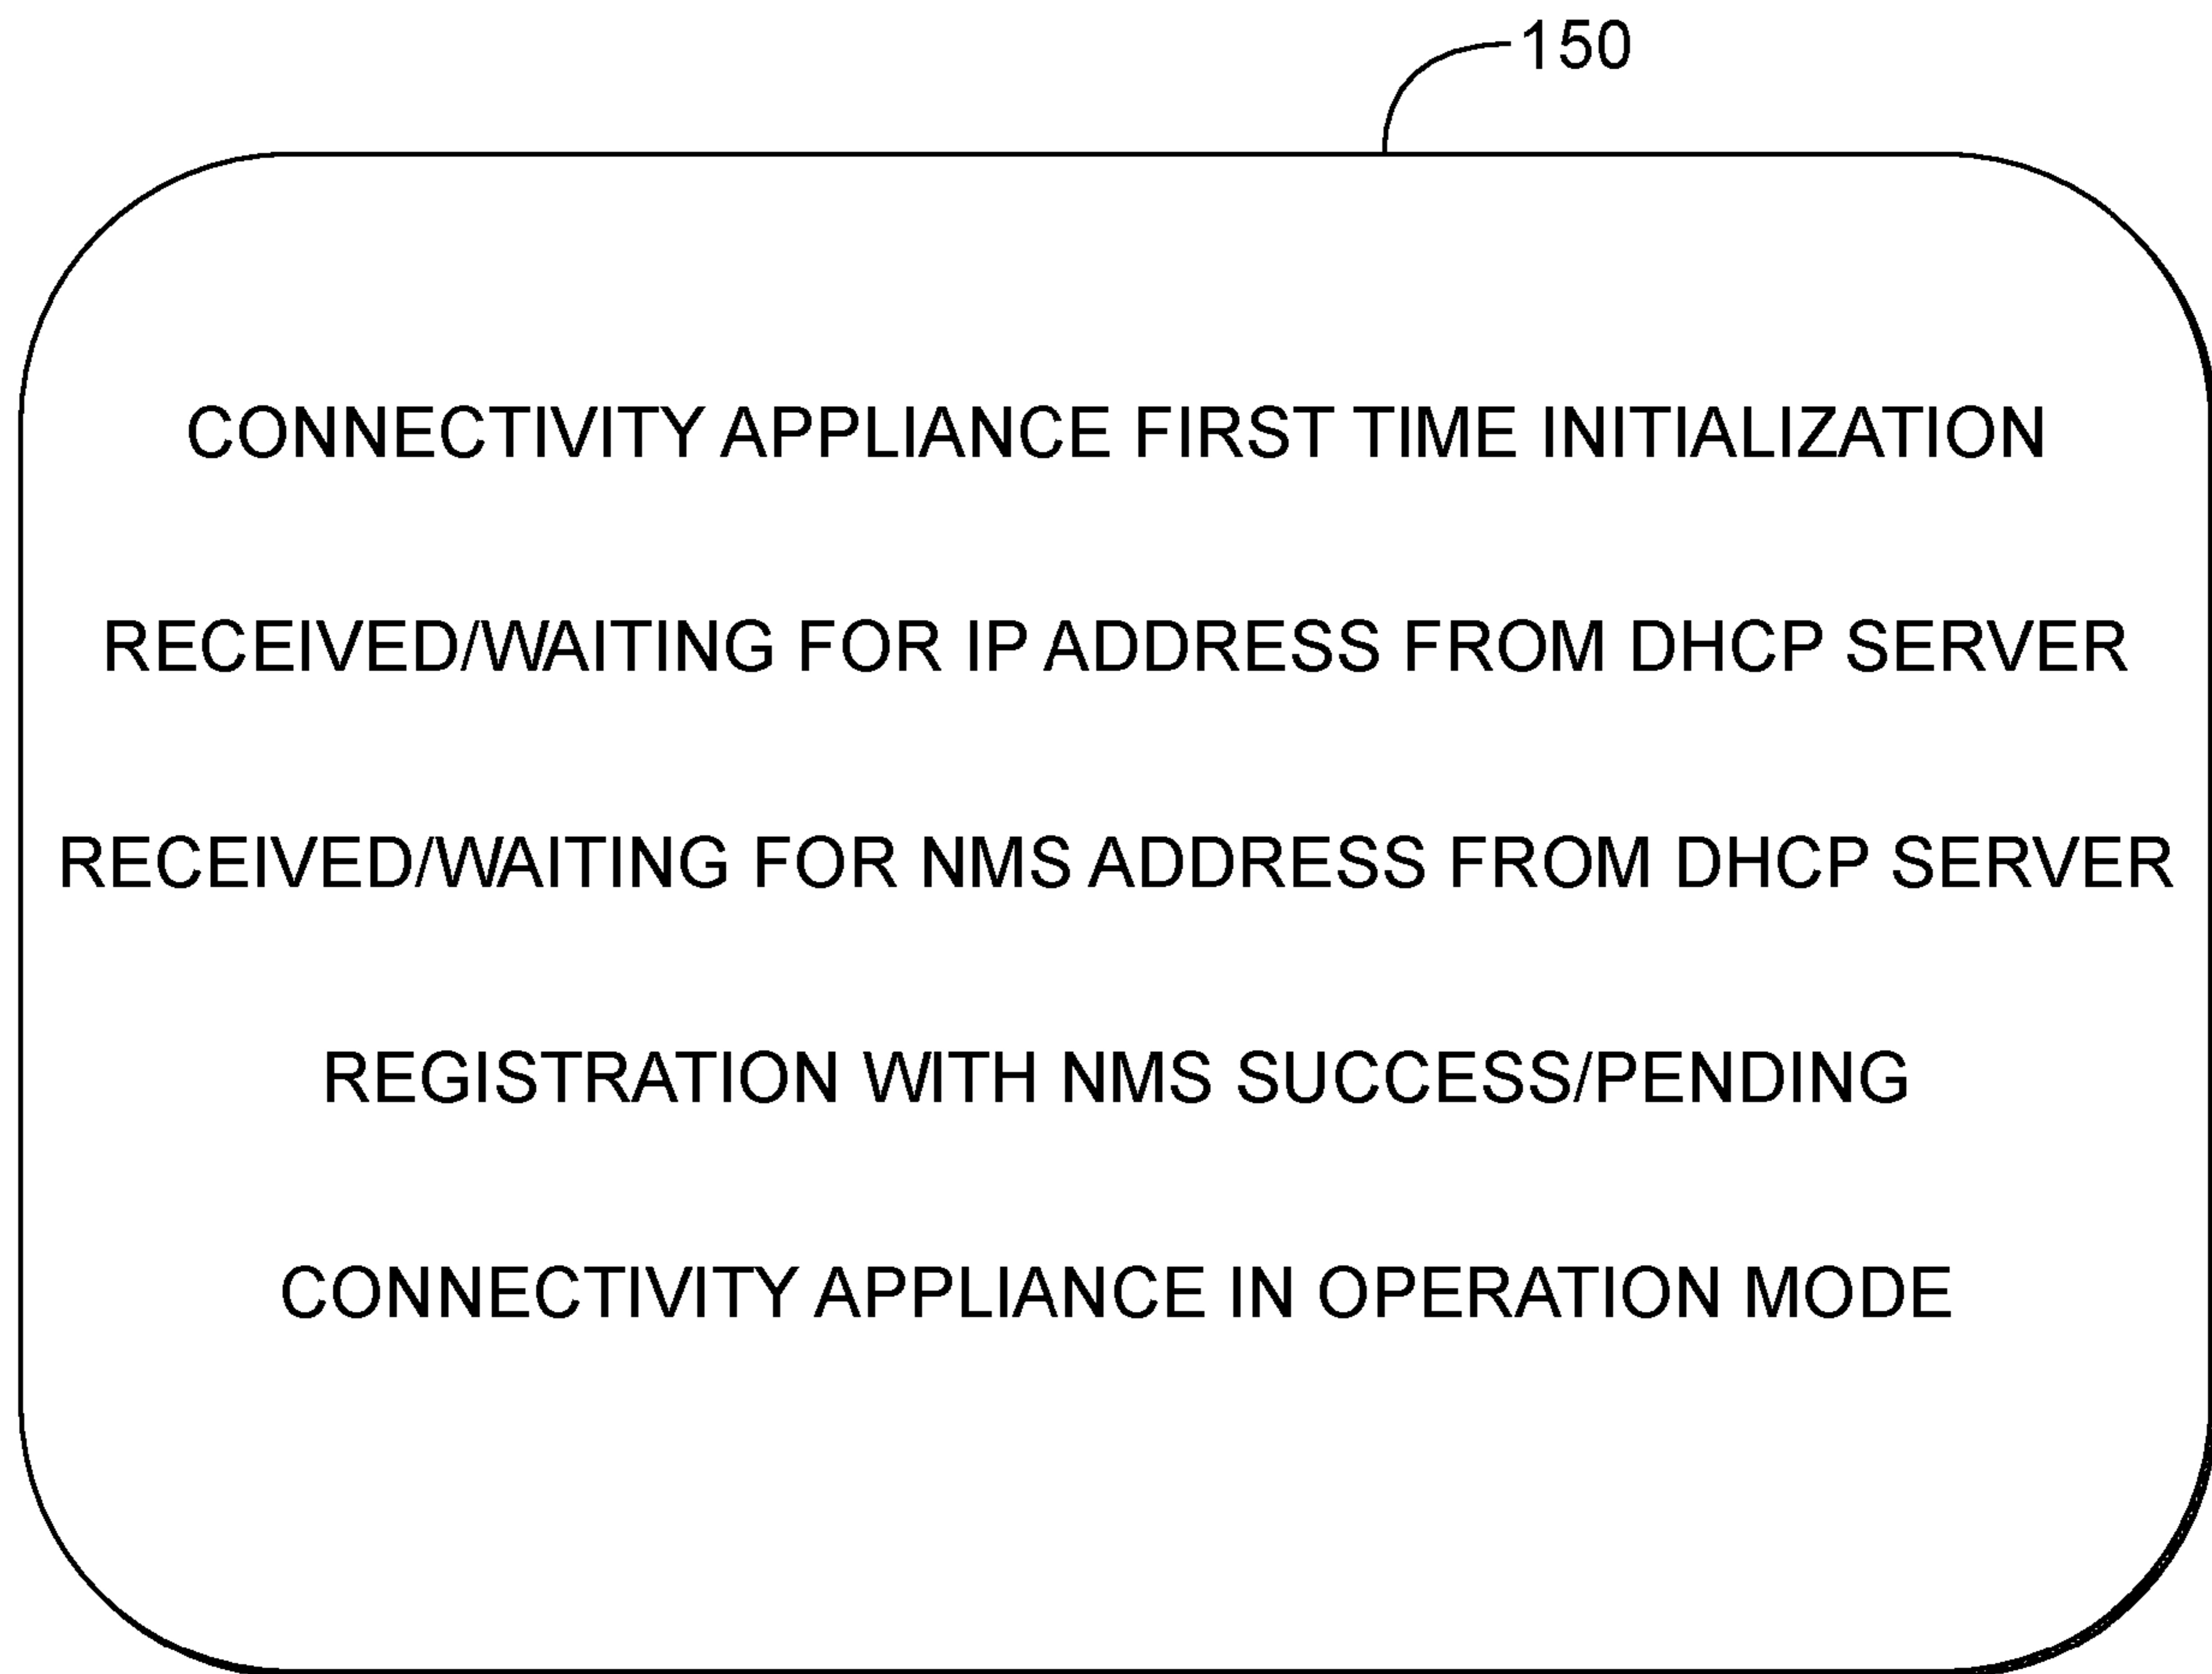 150
CONNECTIVITY APPLIANCE FIRST TIME INITIALIZATION
RECEIVED/WAITING FOR IP ADDRESS FROM DHCP SERVER
RECEIVED/WAITING FOR NMS ADDRESS FROM DHCP SERVER
REGISTRATION WITH NMS SUCCESS/PENDING
CONNECTIVITY APPLIANCE IN OPERATION MODE